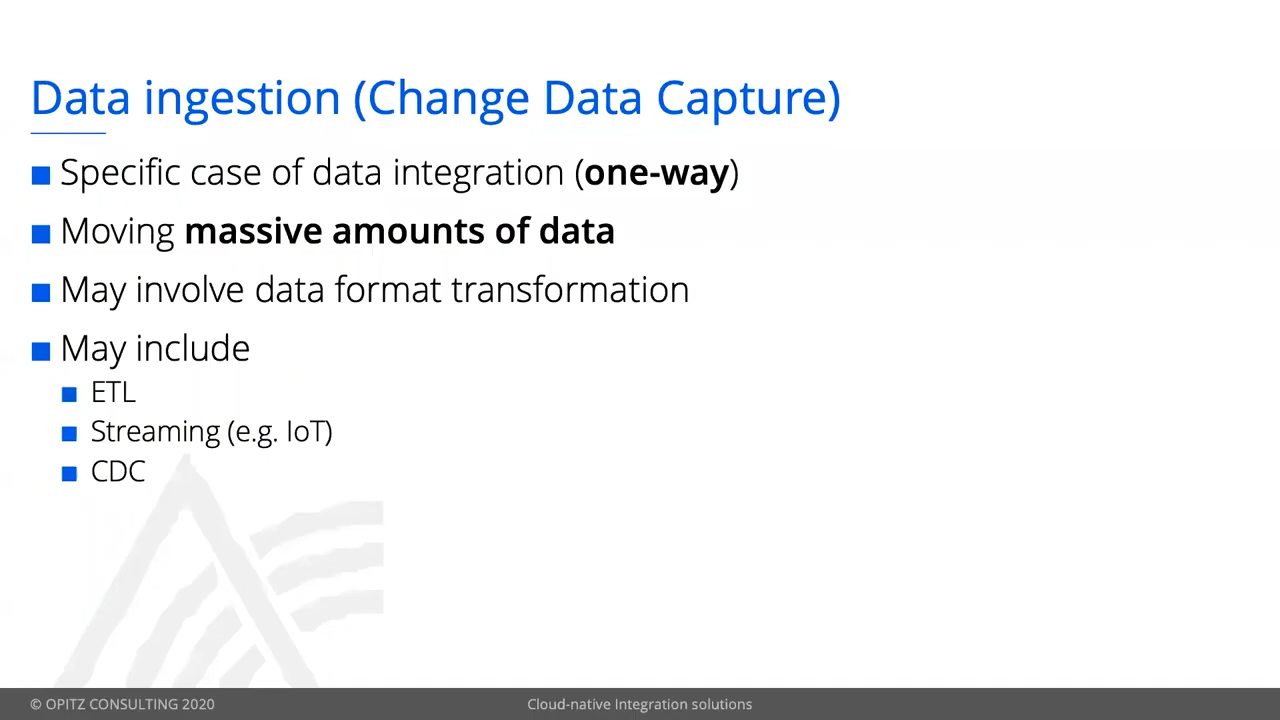 Data ingestion (Change Data Capture)
Specific case of data integration (one-way)
Moving massive amounts of data
May involve data format transformation
May include
ETL
Streaming (e.g. IoT)
CDC
© OPITZ CONSULTING 2020
Cloud-native Integration solutions